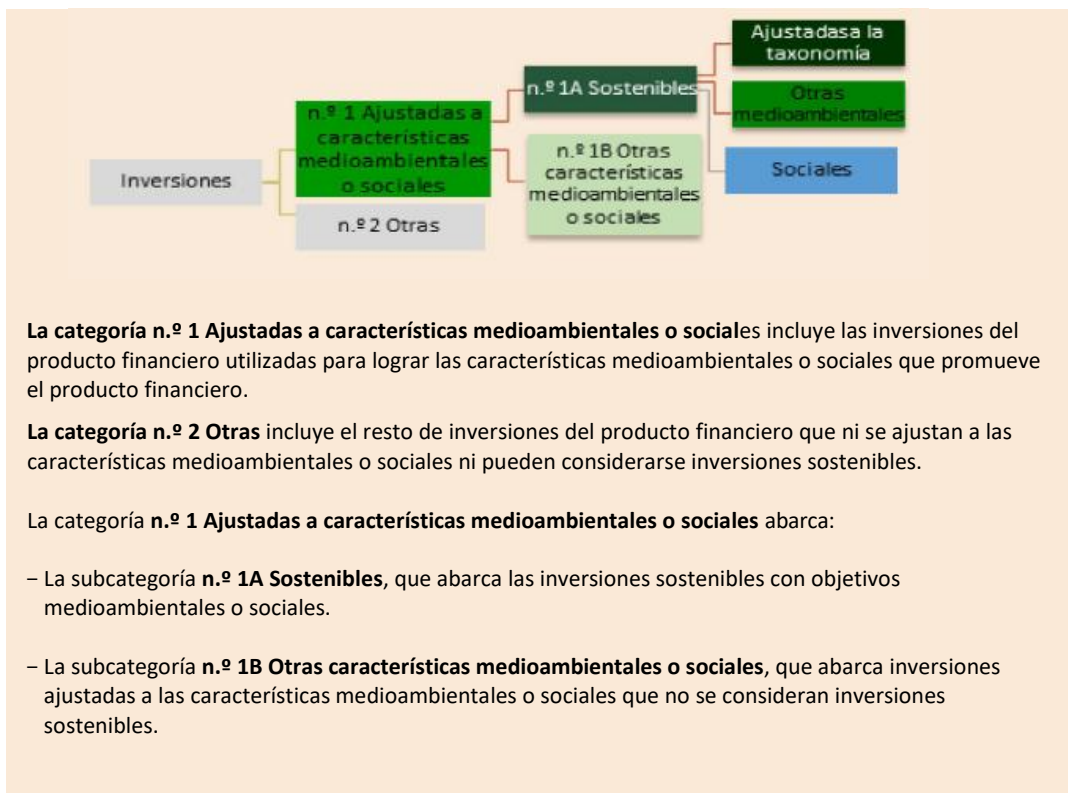 Inversiones
n.º 1 Ajustadas a
características
medioambientales
o sociales
n.º 2 Otras
n.º 1A Sostenibles
n.º 1B Otras
características
medioambientales
o sociales
Ajustadasa la
taxonomía
Otras
medioambientales
Sociales
La categoría n.º 1 Ajustadas a características medioambientales o sociales incluye las inversiones del
producto financiero utilizadas para lograr las características medioambientales o sociales que promueve
el producto financiero.
La categoría n.º 2 Otras incluye el resto de inversiones del producto financiero que ni se ajustan a las
características medioambientales o sociales ni pueden considerarse inversiones sostenibles.
La categoría n.º 1 Ajustadas a características medioambientales o sociales abarca:
− La subcategoría n.º 1A Sostenibles, que abarca las inversiones sostenibles con objetivos
medioambientales o sociales.
− La subcategoría n.º 1B Otras características medioambientales o sociales, que abarca inversiones
ajustadas a las características medioambientales o sociales que no se consideran inversiones
sostenibles.